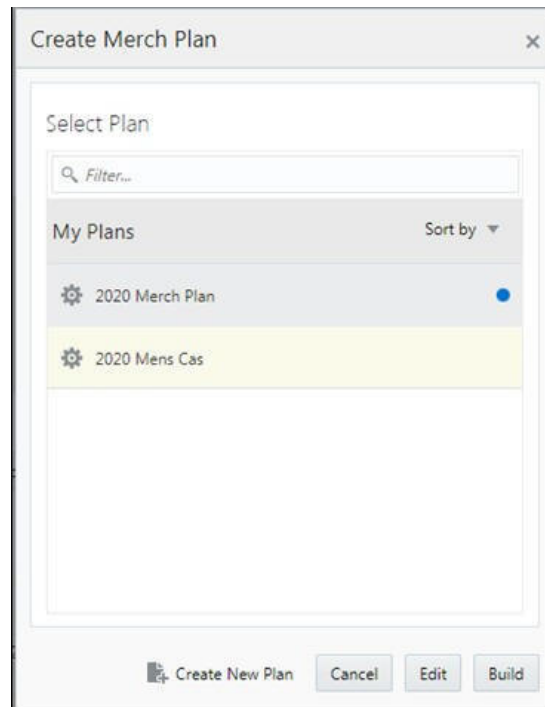 Create Merch Plan
Select Plan
Filter...
My Plans Sort by
2020 Merch Plan
2020 Mens Cas
Create New Plan Cancel Edit Build